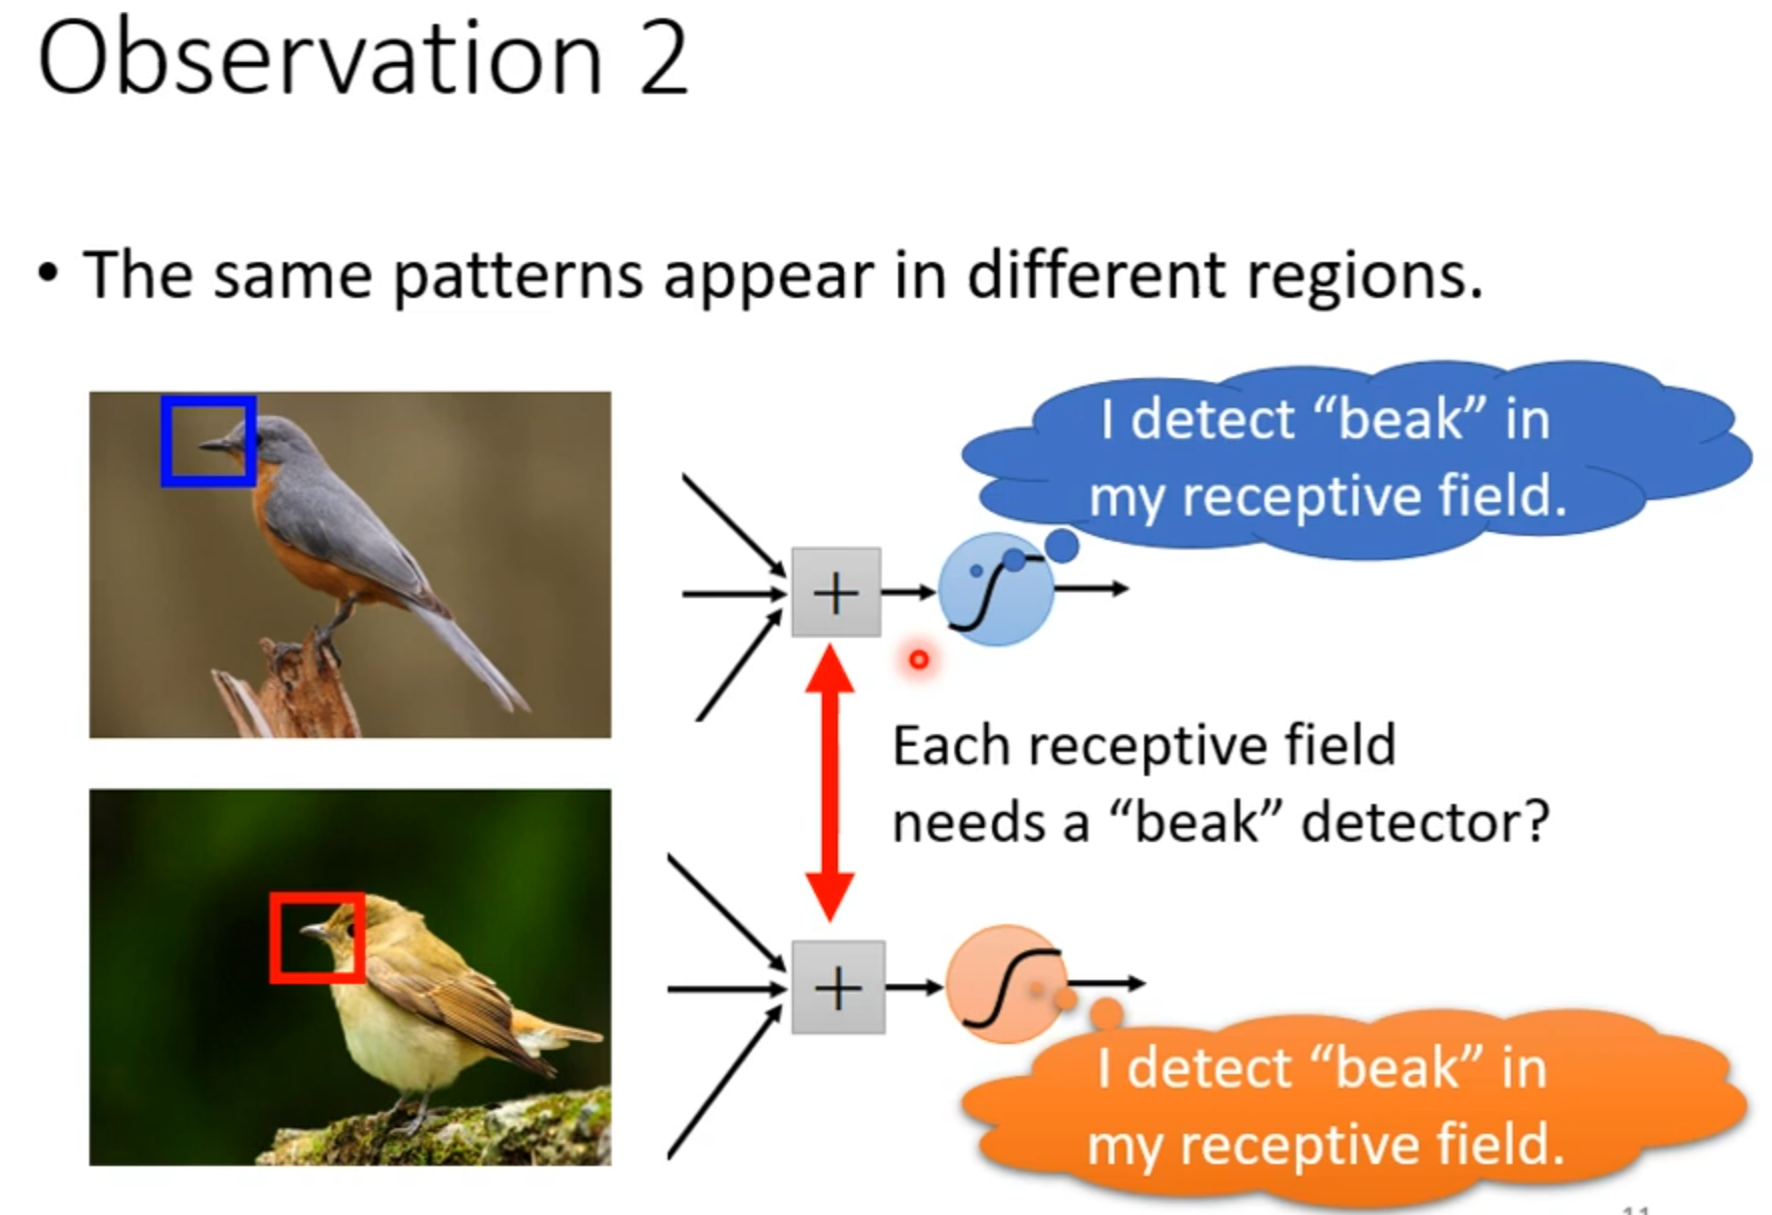 Observation 2
• The same patterns appear in different regions.
I detect “beak” in
my receptive field.
+
Each receptive field
needs a “beak” detector?
+
I detect “beak” in
my receptive field.
11